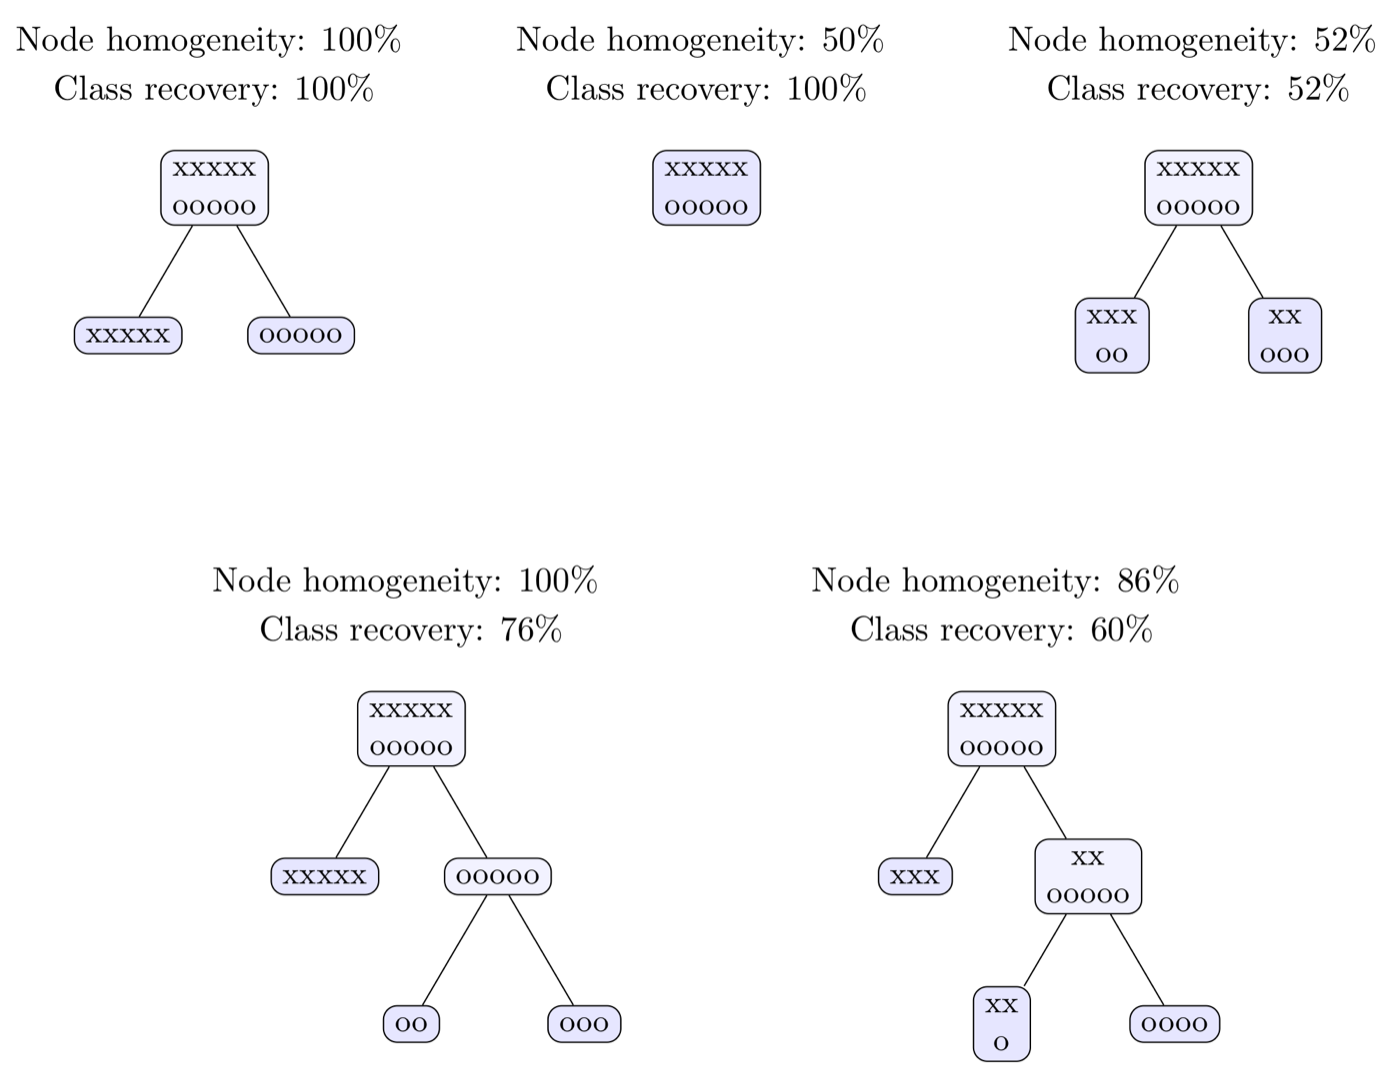 Node homogeneity: 100%
Class recovery: 100%
xxxxx
ooooo
xxxxx
ooooo
Node homogeneity: 50%
Class recovery: 100%
xxxxx
ooooo
Node homogeneity: 52%
Class recovery: 52%
xxxxx
ooooo
xxx
oo
xx
ooo
Node homogeneity: 100%
Class recovery: 76%
xxxxx
ooooo
xxxxx
ooooo
oo
ooo
Node homogeneity: 86%
Class recovery: 60%
xxxxx
ooooo
xxx
xx
ooooo
xx
o
oooo